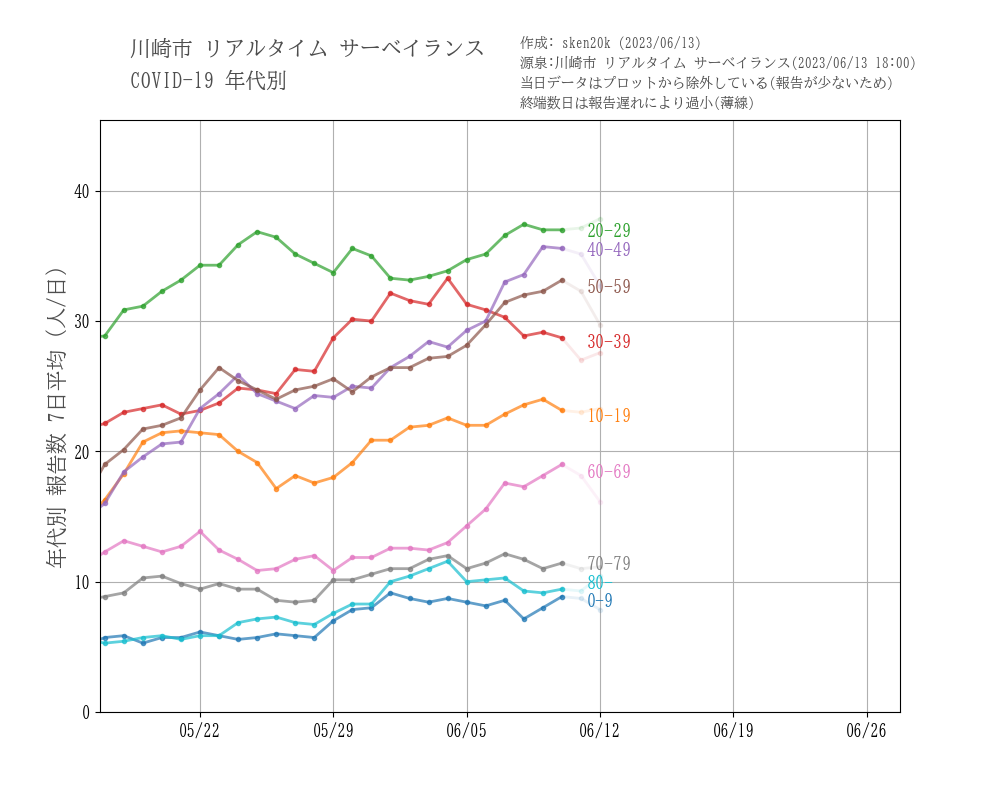 川崎市 リアルタイム サーベイランス
COVID-19 年代別
作成: sken20k (2023/06/13)
源泉:川崎市 リアルタイム サーベイランス(2023/06/13 18:00)
当日データはプロットから除外している(報告が少ないため)
終端数日は報告遅れにより過小(薄線)
年代別 報告数 7日平均 (人/日)
40
30
20
10
0
20-29
40-49
50-59
30-39
10-19
60-69
70-79
80-
0-9
05/22
05/29
06/05
06/12
06/19
06/26